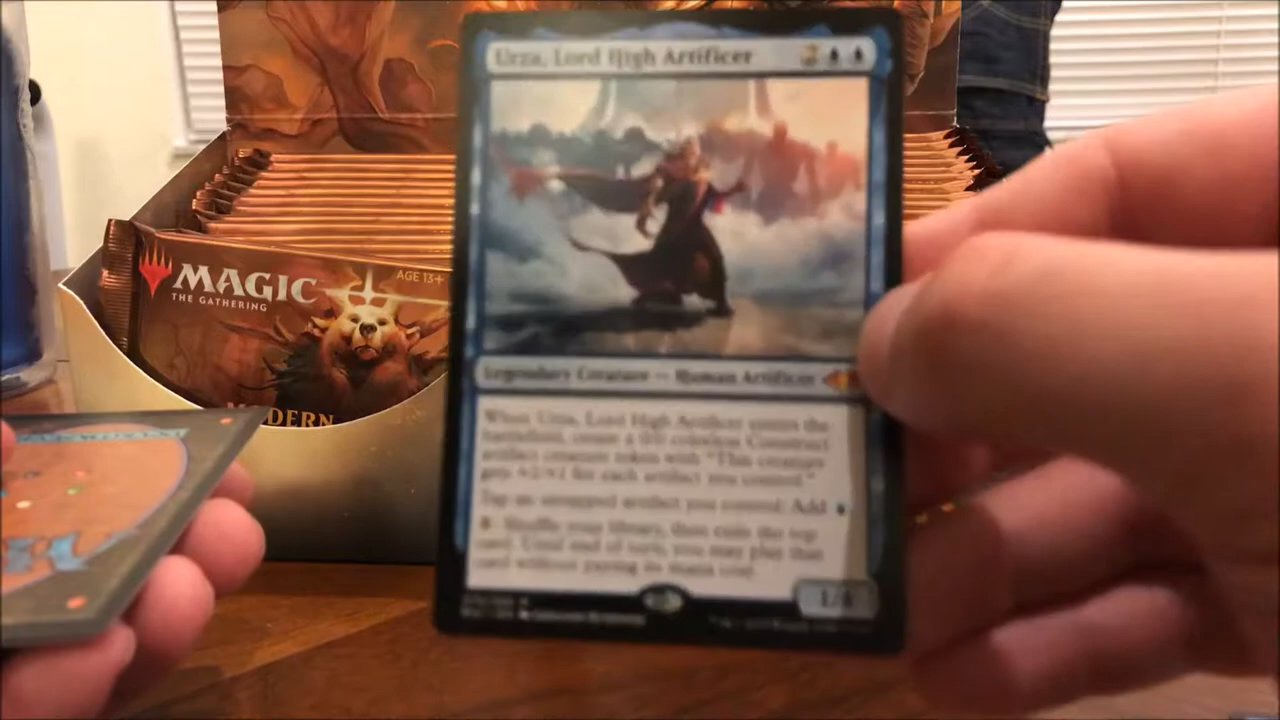 Urza, Lord High Artificer 2
MAGIC
THE GATHERING
AGE 13+
MODERN
Legendary Creature — Human Artificer
When Urza, Lord High Artificer enters the
battlefield, create a 0/0 colorless Construct
artifact creature token with "This creature
gets +1/+1 for each artifact you control."
Tap an untapped artifact you control: Add
: Shuffle your library, then exile the top
card. Until end of turn, you may play that
card without paying its mana cost.
1/4